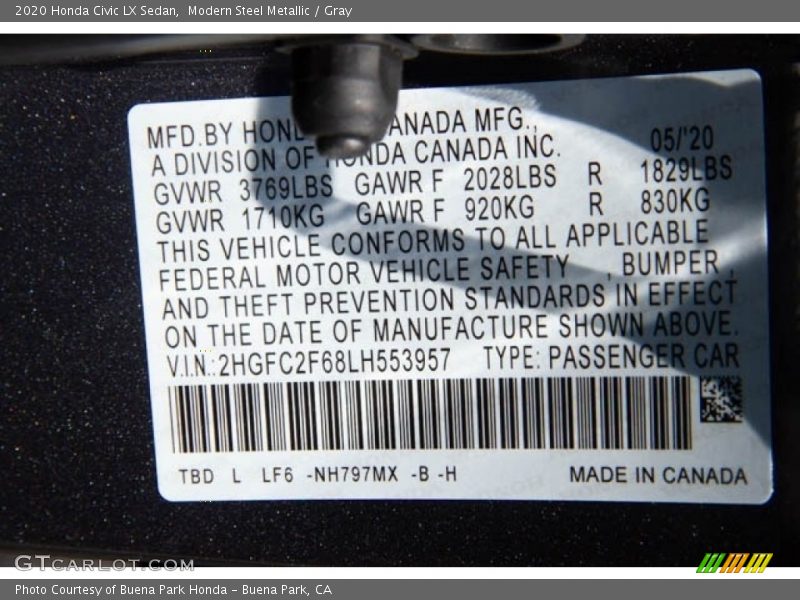 2020 Honda Civic LX Sedan, Modern Steel Metallic / Gray
MFD.BY ANADA MFG.,
A DIVISION OF HONDA CANADA INC. 05/'20
GVWR 3769LBS GAWR F 2028LBS R 1829LBS
GVWR 1710KG GAWR F 920KG R 830KG
THIS VEHICLE CONFORMS TO ALL APPLICABLE
FEDERAL MOTOR VEHICLE SAFETY , BUMPER,
AND THEFT PREVENTION STANDARDS IN EFFECT
ON THE DATE OF MANUFACTURE SHOWN ABOVE.
V.I.N.:2HGFC2F68LH553957 TYPE: PASSENGER CAR
TBD L LF6 -NH797MX -B -H MADE IN CANADA
GTCARLOT.COM
Photo Courtesy of Buena Park Honda – Buena Park, CA